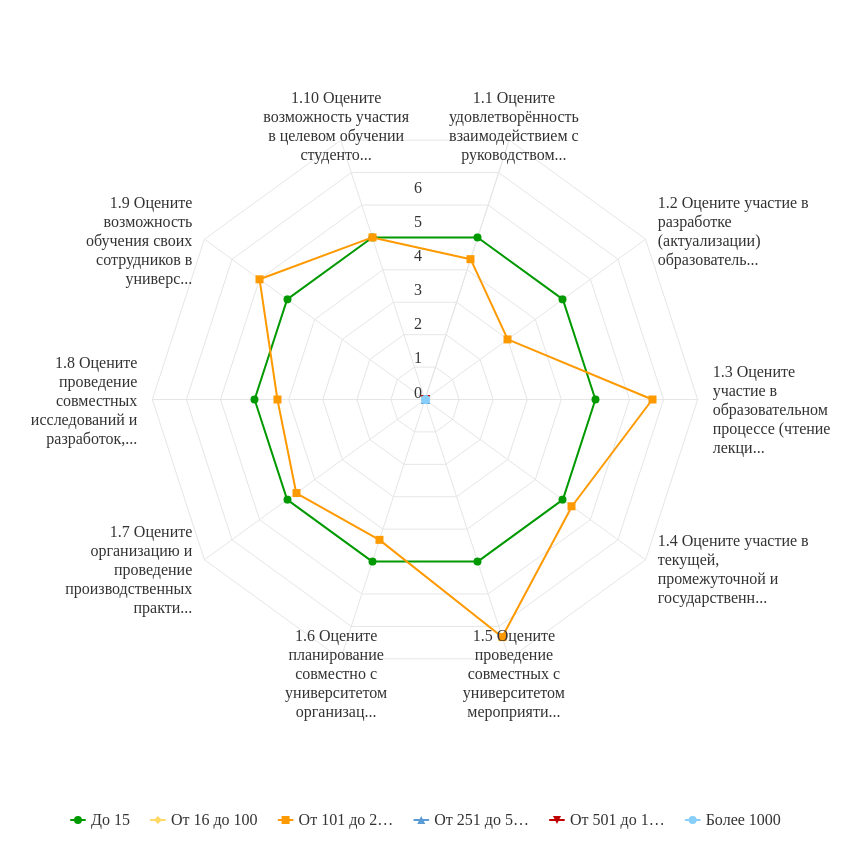 1.10 Оцените
возможность участия
в целевом обучении
студенто...
1.1 Оцените
удовлетворённость
взаимодействием с
руководством...
1.9 Оцените
возможность
обучения своих
сотрудников в
универс...
1.2 Оцените участие в
разработке
(актуализации)
образователь...
6
5
4
3
2
1
0
1.8 Оцените
проведение
совместных
исследований и
разработок,...
1.3 Оцените
участие в
образовательном
процессе (чтение
лекци...
1.7 Оцените
организацию и
проведение
производственных
практи...
1.4 Оцените участие в
текущей,
промежуточной и
государственн...
1.6 Оцените
планирование
совместно с
университетом
организац...
1.5 Оцените
проведение
совместных с
университетом
мероприяти...
До 15
От 16 до 100
От 101 до 2…
От 251 до 5…
От 501 до 1…
Более 1000